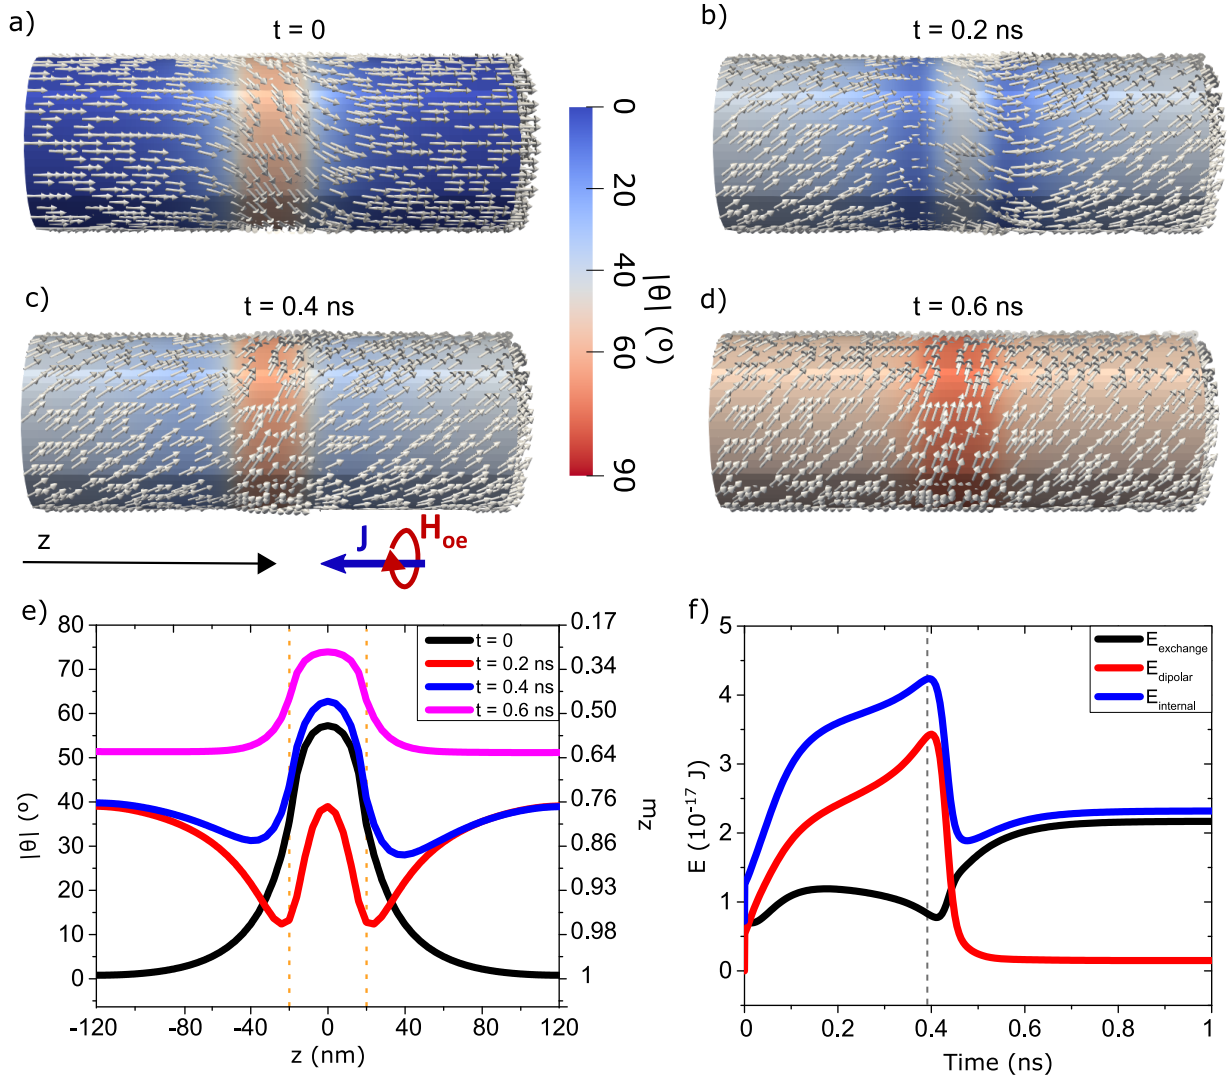 a)
t = 0
b)
t = 0.2 ns
0
20
40
60
90
|θ| (º)
c)
t = 0.4 ns
d)
t = 0.6 ns
z
J
Hoe
e)
80
70
60
50
40
30
20
10
0
|θ| (º)
t = 0
t = 0.2 ns
t = 0.4 ns
t = 0.6 ns
0.17
0.34
0.50
0.64
0.76
0.86
0.93
0.98
1
mz
-120
-80
-40
0
40
80
120
z (nm)
f)
5
4
3
2
1
0
E (10⁻¹⁷ J)
Eexchange
Edipolar
Einternal
0
0.2
0.4
0.6
0.8
1
Time (ns)